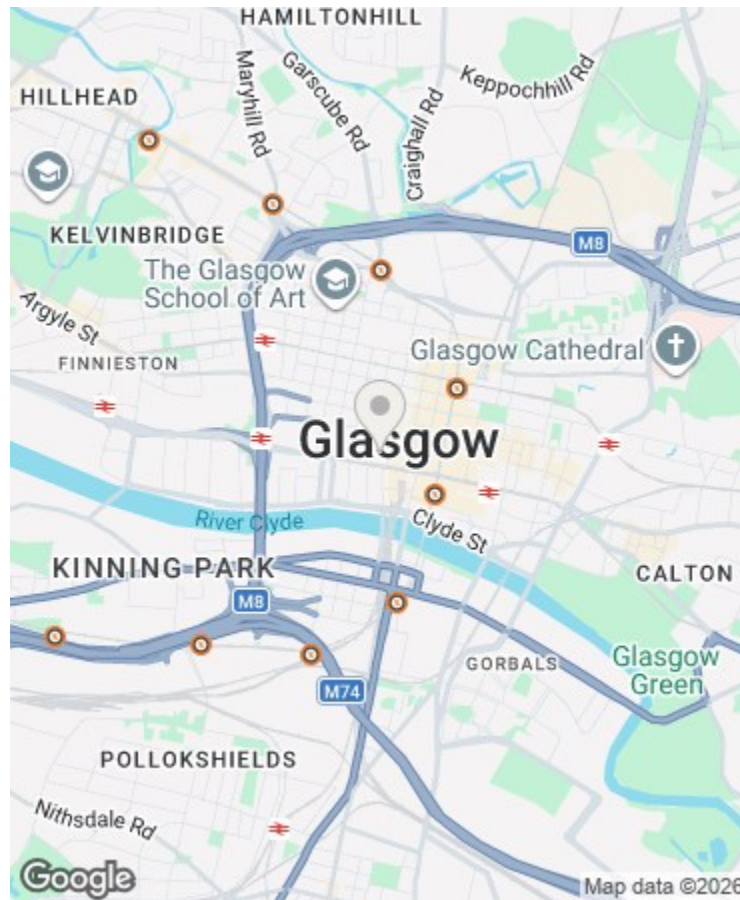 HAMILTONHILL
Maryhill Rd
Garscube Rd
Keppochhill Rd
HILLHEAD
Craighall Rd
KELVINBRIDGE
M8
The Glasgow
School of Art
Argyle St
FINNIESTON
Glasgow Cathedral
Glasgow
River Clyde
Clyde St
KINNING PARK
CALTON
M8
GORBALS
Glasgow
Green
M74
POLLOKSHIELDS
Nithsdale Rd
Google
Map data ©2026